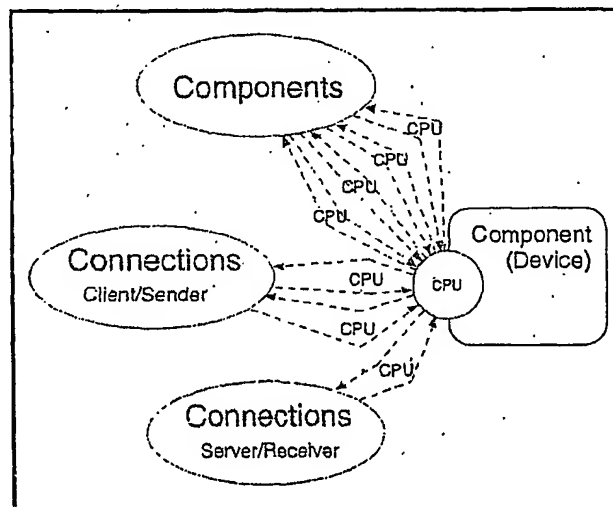 Components
CPU
CPU
CPU
CPU
Connections
Client/Sender
CPU
CPU
Component
(Device)
CPU
CPU
Connections
Server/Receiver